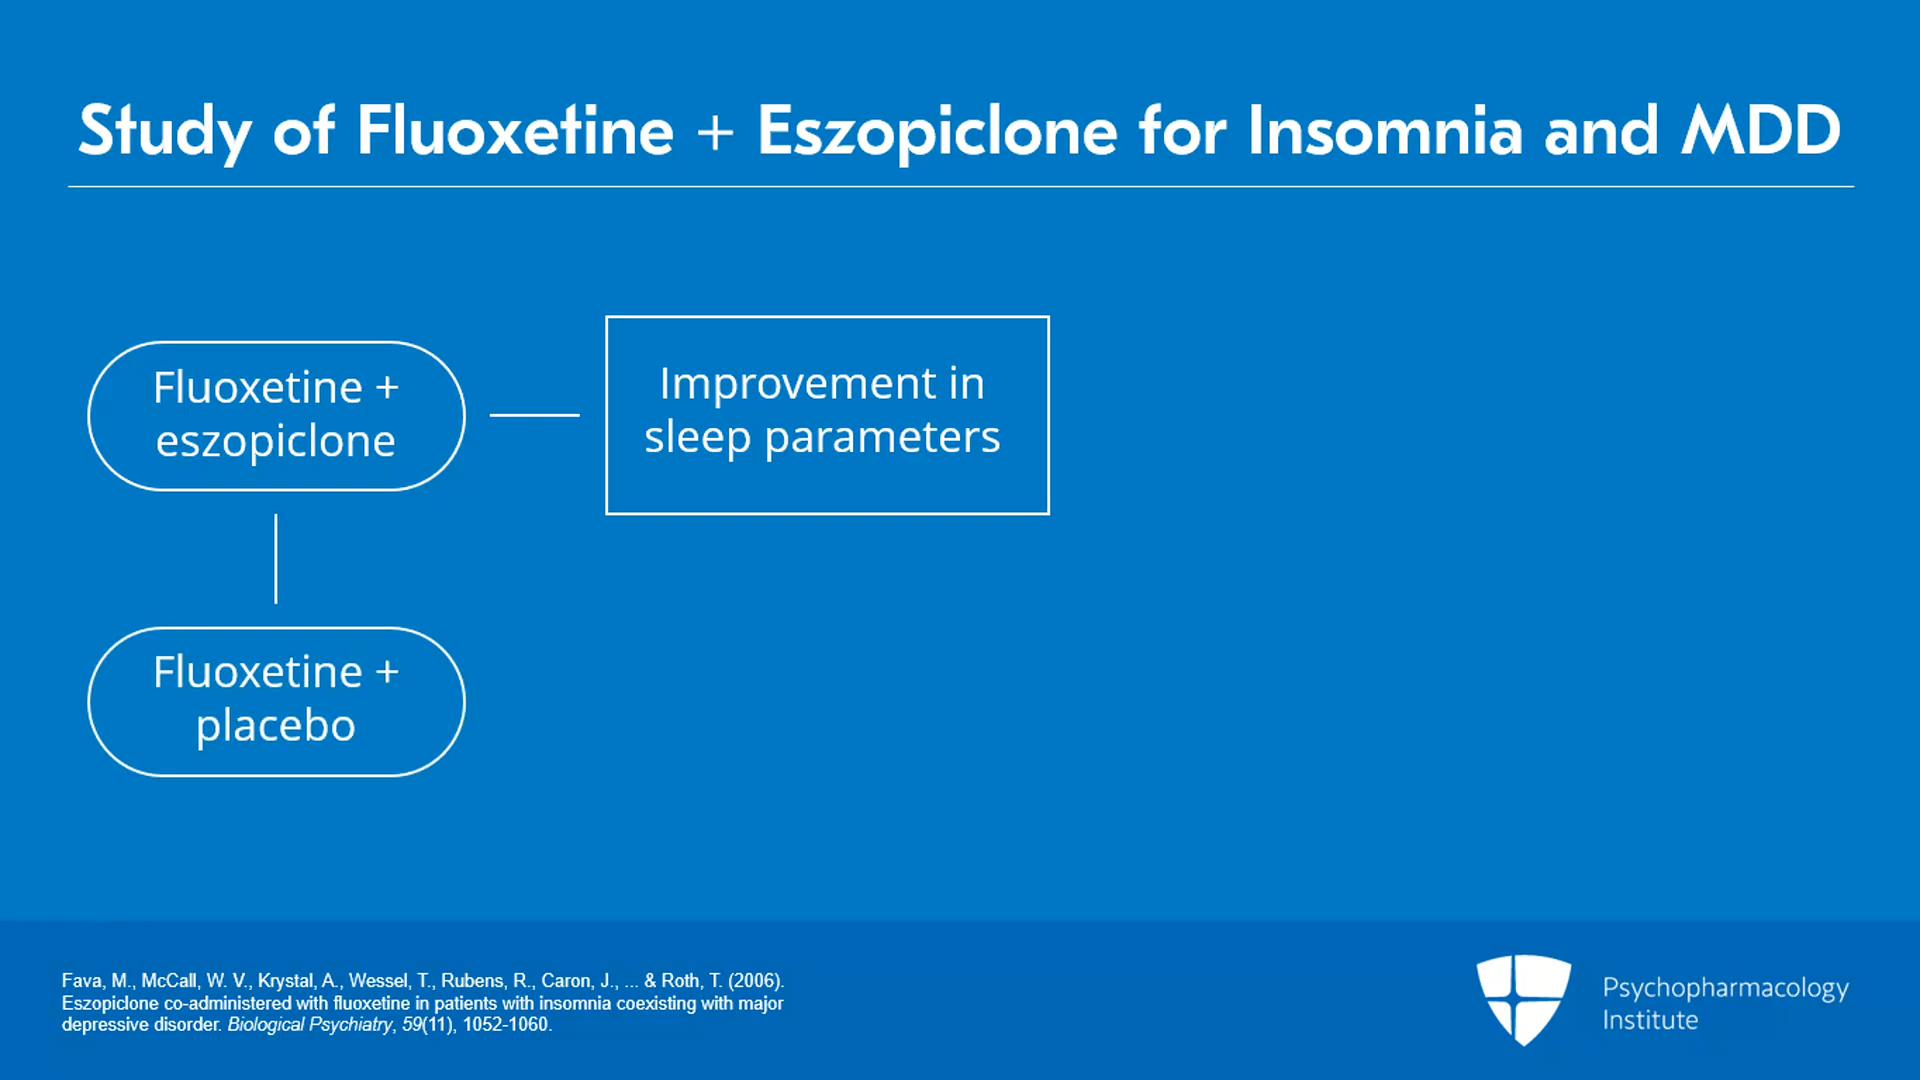 Study of Fluoxetine + Eszopiclone for Insomnia and MDD
Fluoxetine +
eszopiclone
Improvement in
sleep parameters
Fluoxetine +
placebo
Fava, M., McCall, W. V., Krystal, A., Wessel, T., Rubens, R., Caron, J., ... & Roth, T. (2006).
Eszopiclone co-administered with fluoxetine in patients with insomnia coexisting with major
depressive disorder. Biological Psychiatry, 59(11), 1052-1060.
Psychopharmacology
Institute